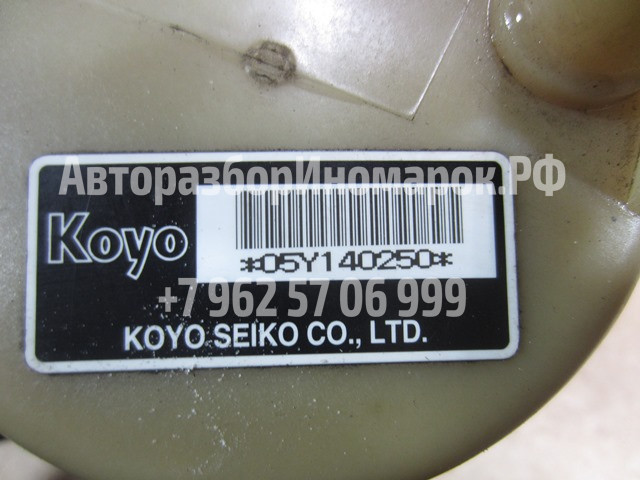 АвторазборИномарок.РФ
Koyo
*05Y140250*
+7 962 57 06 999
KOYO SEIKO CO., LTD.